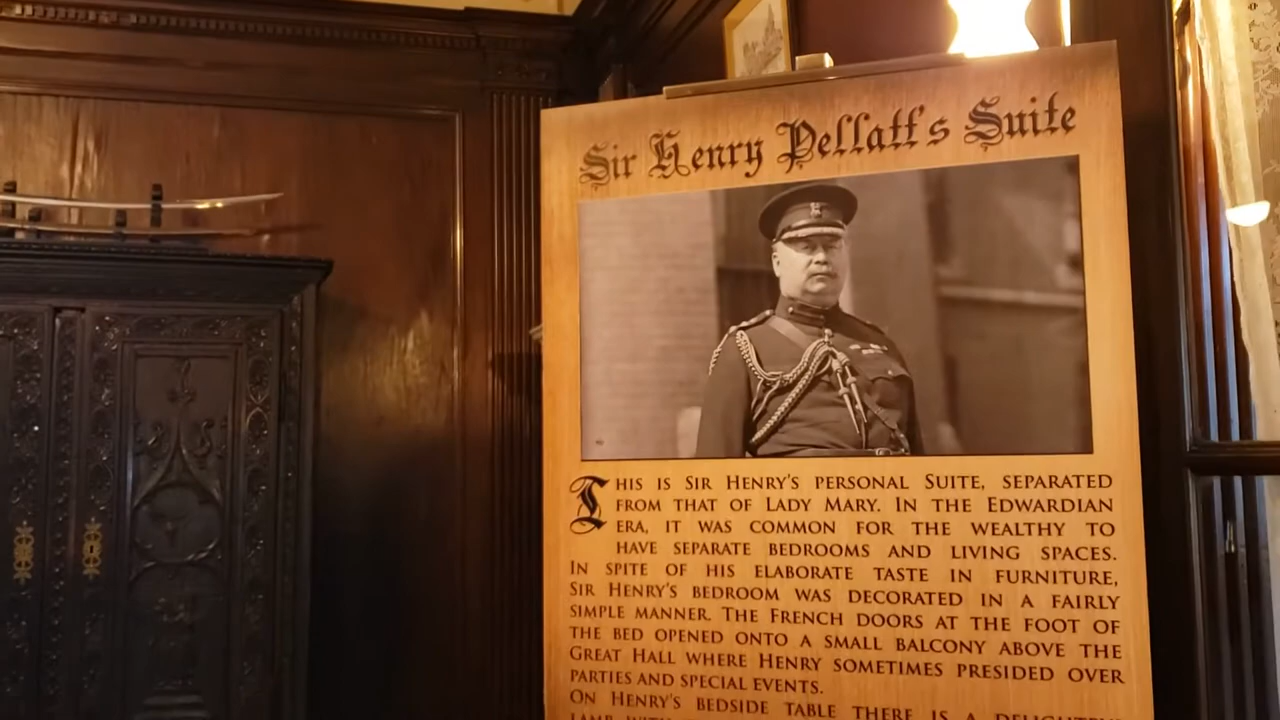 Sir Henry Pellatt's Suite
THIS IS SIR HENRY'S PERSONAL SUITE, SEPARATED
FROM THAT OF LADY MARY. IN THE EDWARDIAN
ERA, IT WAS COMMON FOR THE WEALTHY TO
HAVE SEPARATE BEDROOMS AND LIVING SPACES.
IN SPITE OF HIS ELABORATE TASTE IN FURNITURE,
SIR HENRY'S BEDROOM WAS DECORATED IN A FAIRLY
SIMPLE MANNER. THE FRENCH DOORS AT THE FOOT OF
THE BED OPENED ONTO A SMALL BALCONY ABOVE THE
GREAT HALL WHERE HENRY SOMETIMES PRESIDED OVER
PARTIES AND SPECIAL EVENTS.
ON HENRY'S BEDSIDE TABLE THERE IS A DELIGHTFUL
LAMP WITH